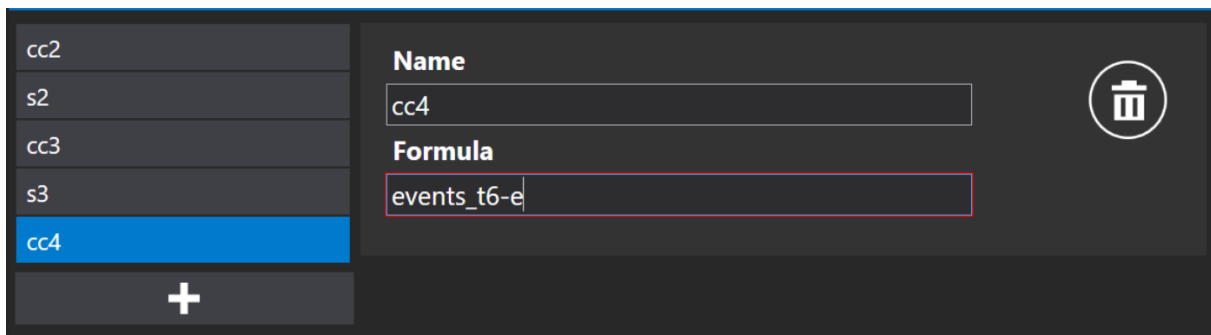 cc2
s2
cc3
s3
cc4
Name
cc4
Formula
events_t6-e